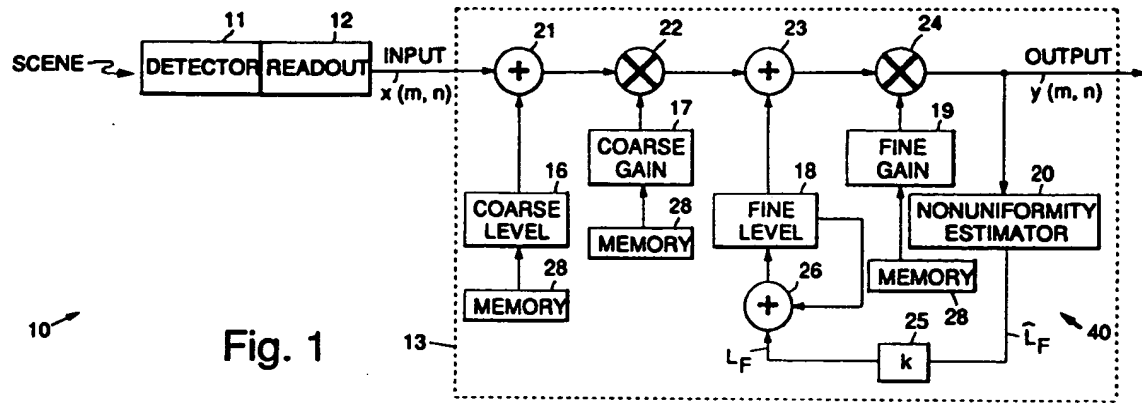 11
12
21
22
23
24
SCENE
DETECTOR
READOUT
INPUT
x (m, n)
OUTPUT
y (m, n)
17
COARSE
GAIN
19
FINE
GAIN
16
COARSE
LEVEL
18
FINE
LEVEL
20
NONUNIFORMITY
ESTIMATOR
28
MEMORY
28
MEMORY
26
MEMORY
28
10
Fig. 1
13
L_F
25
k
L̂_F
40